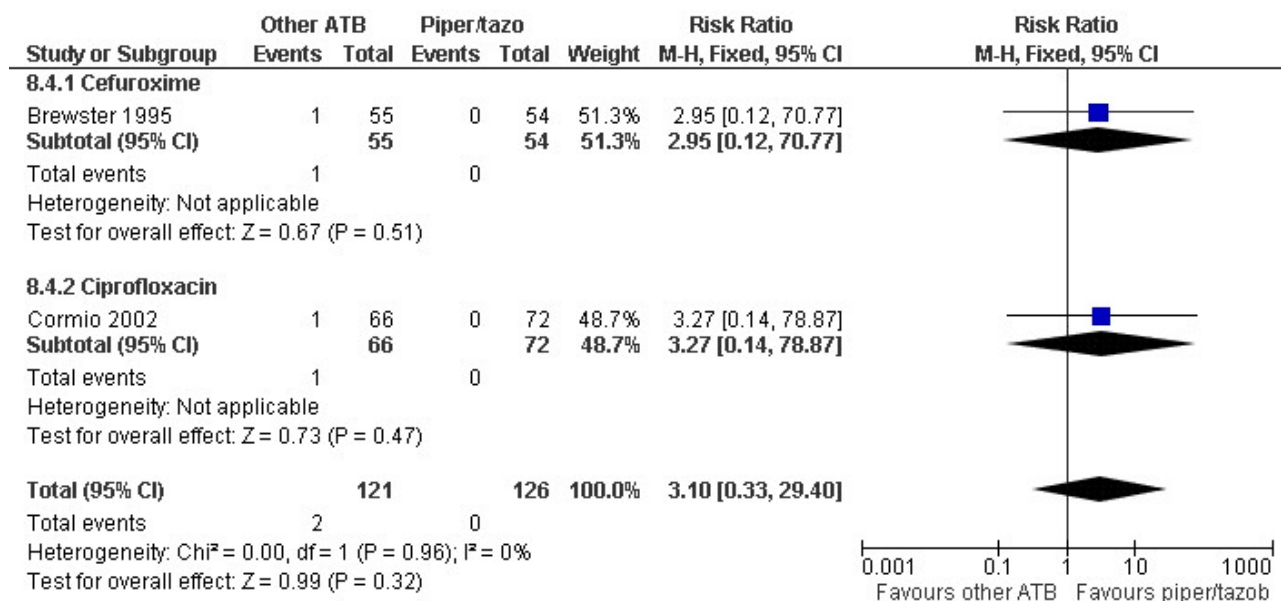 Other ATB Piper/tazo Risk Ratio Risk Ratio
Study or Subgroup Events Total Events Total Weight M-H, Fixed, 95% CI M-H, Fixed, 95% CI
8.4.1 Cefuroxime
Brewster 1995 1 55 0 54 51.3% 2.95 [0.12, 70.77]
Subtotal (95% CI) 55 54 51.3% 2.95 [0.12, 70.77]
Total events 1 0
Heterogeneity: Not applicable
Test for overall effect: Z = 0.67 (P = 0.51)
8.4.2 Ciprofloxacin
Cormio 2002 1 66 0 72 48.7% 3.27 [0.14, 78.87]
Subtotal (95% CI) 66 72 48.7% 3.27 [0.14, 78.87]
Total events 1 0
Heterogeneity: Not applicable
Test for overall effect: Z = 0.73 (P = 0.47)
Total (95% CI) 121 126 100.0% 3.10 [0.33, 29.40]
Total events 2 0
Heterogeneity: Chi² = 0.00, df = 1 (P = 0.96); I² = 0%
Test for overall effect: Z = 0.99 (P = 0.32)
0.001 0.1 1 10 1000
Favours other ATB Favours piper/tazob